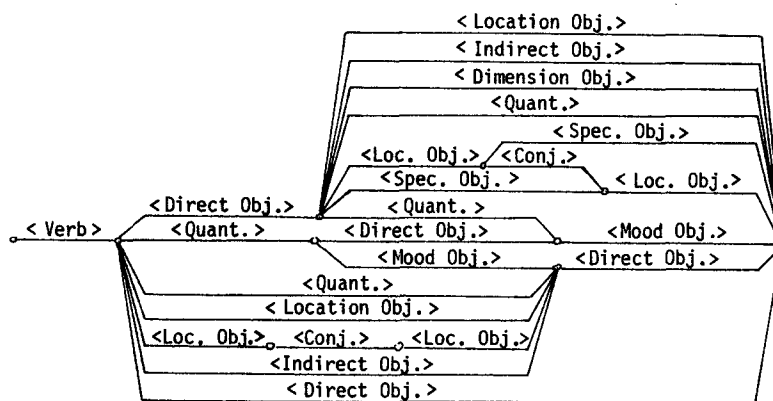 <Location Obj.>
<Indirect Obj.>
<Dimension Obj.>
<Quant.>
<Spec. Obj.>
<Loc. Obj.> <Conj.>
<Spec. Obj.> <Loc. Obj.>
<Direct Obj.> <Quant.>
<Verb> <Quant.> <Direct Obj.> <Mood Obj.>
<Mood Obj.> <Direct Obj.>
<Quant.>
<Location Obj.>
<Loc. Obj.> <Conj.> <Loc. Obj.>
<Indirect Obj.>
<Direct Obj.>